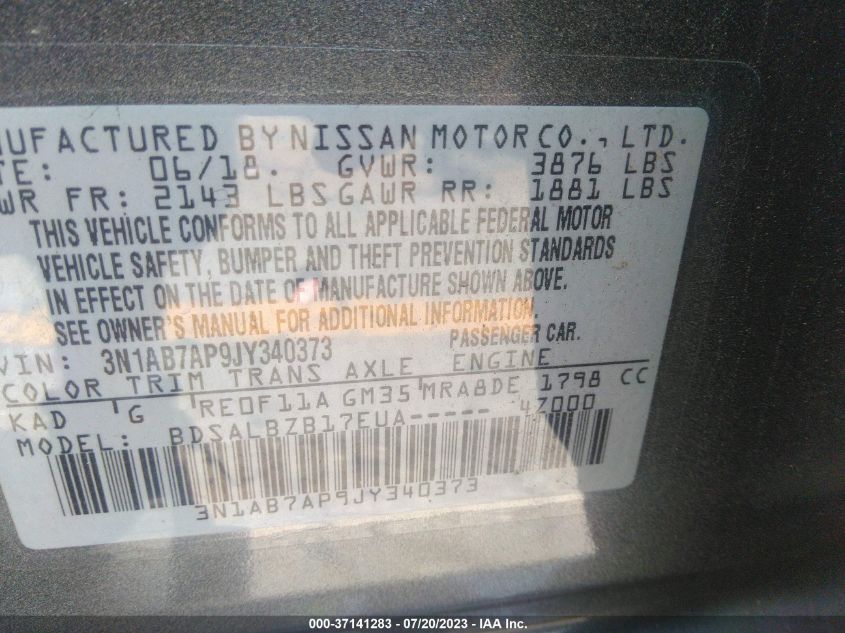 NUFACTURED BY NISSAN MOTOR CO., LTD.
TE: 06/18. GVWR: 3876 LBS
WR FR: 2143 LBS GAWR RR: 1881 LBS
THIS VEHICLE CONFORMS TO ALL APPLICABLE FEDERAL MOTOR
VEHICLE SAFETY, BUMPER AND THEFT PREVENTION STANDARDS
IN EFFECT ON THE DATE OF MANUFACTURE SHOWN ABOVE.
SEE OWNER'S MANUAL FOR ADDITIONAL INFORMATION.
VIN: 3N1AB7AP9JY340373 PASSENGER CAR.
COLOR TRIM TRANS AXLE ENGINE
KAD G RE0F11A GM35 MRA8DE 1798 CC
MODEL: BDSALBZB17EUA----- 47000
3N1AB7AP9JY340373
000-37141283 - 07/20/2023 - IAA, Inc.